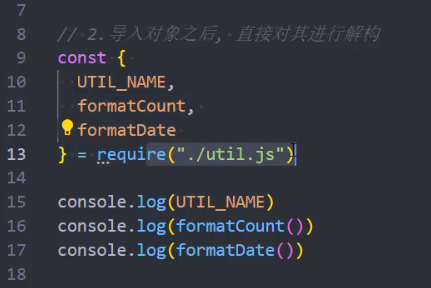 7
8 // 2.导入对象之后, 直接对其进行解构
9 const {
10 UTIL_NAME,
11 formatCount,
12 formatDate
13 } = require("./util.js")
14
15 console.log(UTIL_NAME)
16 console.log(formatCount())
17 console.log(formatDate())
18